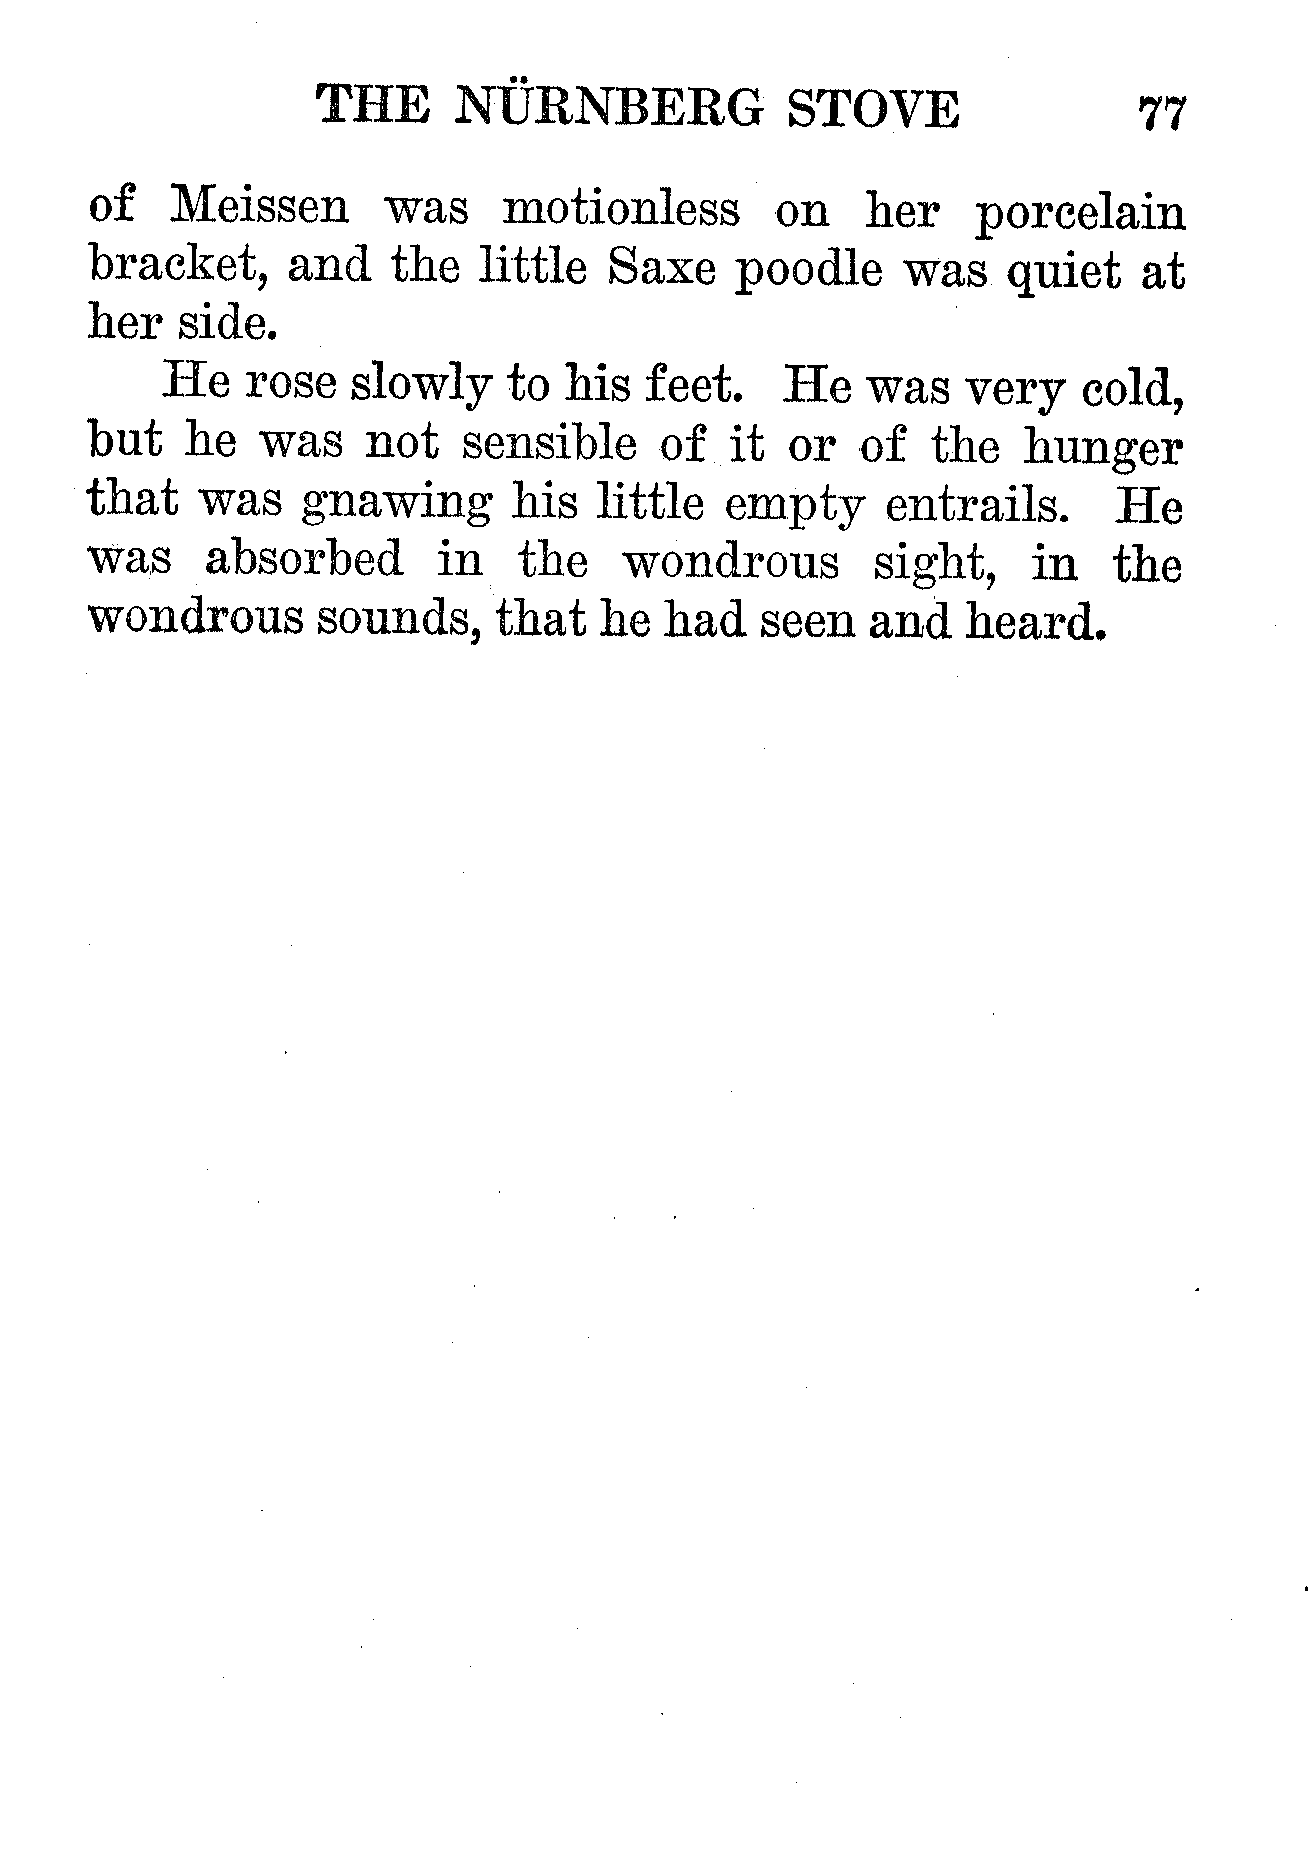 THE NÜRNBERG STOVE 77
of Meissen was motionless on her porcelain
bracket, and the little Saxe poodle was quiet at
her side.
He rose slowly to his feet. He was very cold,
but he was not sensible of it or of the hunger
that was gnawing his little empty entrails. He
was absorbed in the wondrous sight, in the
wondrous sounds, that he had seen and heard.